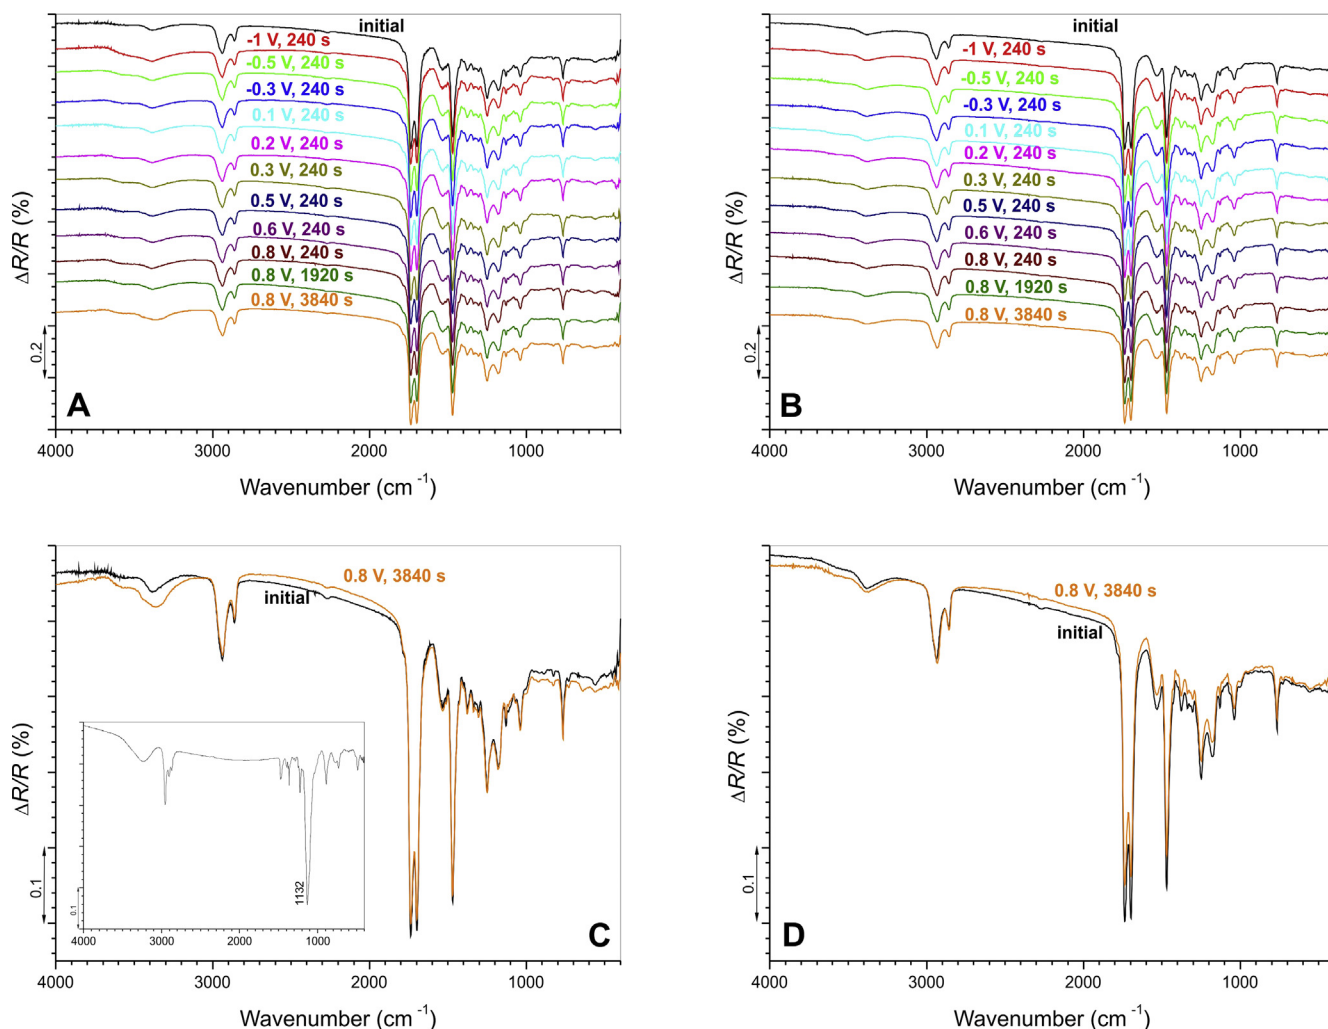 initial
-1 V, 240 s
-0.5 V, 240 s
-0.3 V, 240 s
0.1 V, 240 s
0.2 V, 240 s
0.3 V, 240 s
0.5 V, 240 s
0.6 V, 240 s
0.8 V, 240 s
0.8 V, 1920 s
0.8 V, 3840 s
ΔR/R (%)
0.2
A
4000 3000 2000 1000
Wavenumber (cm⁻¹)
initial
-1 V, 240 s
-0.5 V, 240 s
-0.3 V, 240 s
0.1 V, 240 s
0.2 V, 240 s
0.3 V, 240 s
0.5 V, 240 s
0.6 V, 240 s
0.8 V, 240 s
0.8 V, 1920 s
0.8 V, 3840 s
ΔR/R (%)
0.2
B
4000 3000 2000 1000
Wavenumber (cm⁻¹)
0.8 V, 3840 s
initial
ΔR/R (%)
0.1
1132
0.1
4000 3000 2000 1000
C
4000 3000 2000 1000
Wavenumber (cm⁻¹)
0.8 V, 3840 s
initial
ΔR/R (%)
0.1
D
4000 3000 2000 1000
Wavenumber (cm⁻¹)